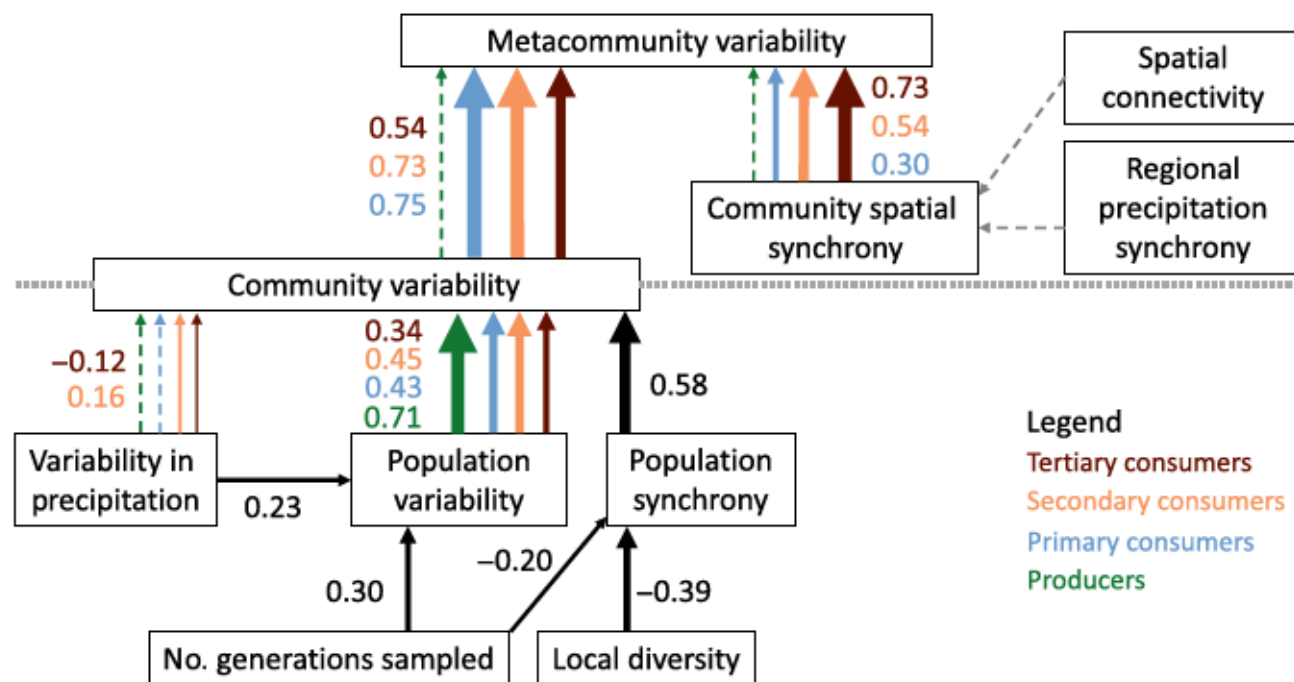 Metacommunity variability
Spatial
connectivity
0.54
0.73
0.75
0.73
0.54
0.30
Regional
precipitation
synchrony
Community spatial
synchrony
Community variability
–0.12
0.16
0.34
0.45
0.43
0.71
0.58
Variability in
precipitation
0.23
Population
variability
Population
synchrony
0.30
–0.20
–0.39
No. generations sampled
Local diversity
Legend
Tertiary consumers
Secondary consumers
Primary consumers
Producers